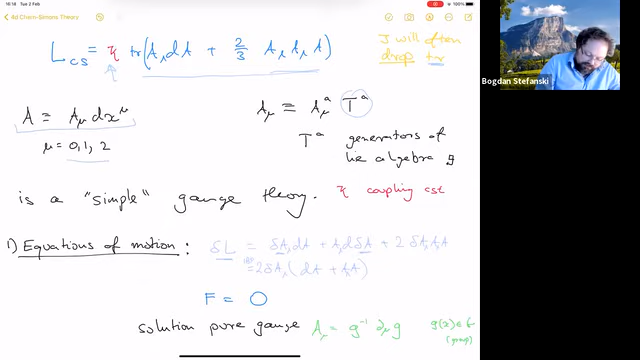 16:18 Tue 2 Feb
100%
6d Chern-Simons Theory
L_CS = ϰ tr(A∧dA + 2/3 A∧A∧A)
I will often
drop tr
Bogdan Stefanski
A ≡ A_μ dx^μ
A_μ ≡ A_μ^a T^a
μ = 0,1,2
T^a generators of
lie algebra g
is a "simple" gauge theory.
ϰ coupling cst
1) Equations of motion :
δL = δA∧dA + A∧dδA + 2 δA∧A∧A
= 2δA∧(dA + A∧A)
F = 0
solution pure gauge A_μ = g^-1 ∂_μ g
g(x) ∈ G
(group)